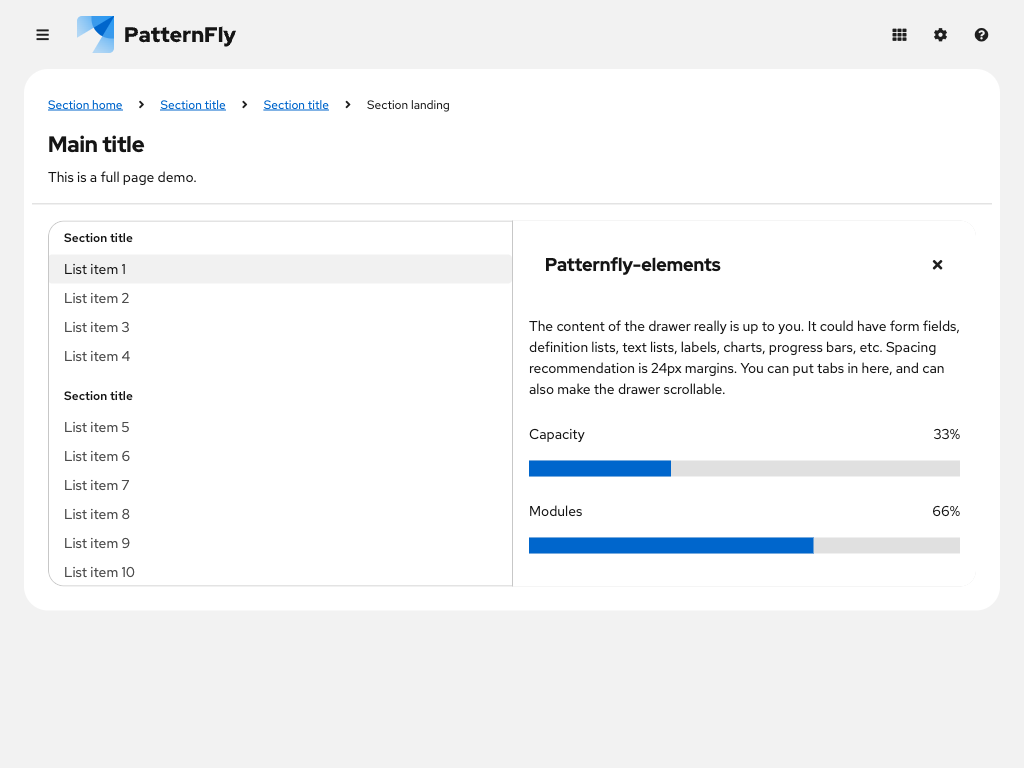 PatternFly
Section home
Section title
Section title
Section landing
Main title
This is a full page demo.
Section title
List item 1
List item 2
List item 3
List item 4
Section title
List item 5
List item 6
List item 7
List item 8
List item 9
List item 10
Patternfly-elements
The content of the drawer really is up to you. It could have form fields,
definition lists, text lists, labels, charts, progress bars, etc. Spacing
recommendation is 24px margins. You can put tabs in here, and can
also make the drawer scrollable.
Capacity 33%
Modules 66%